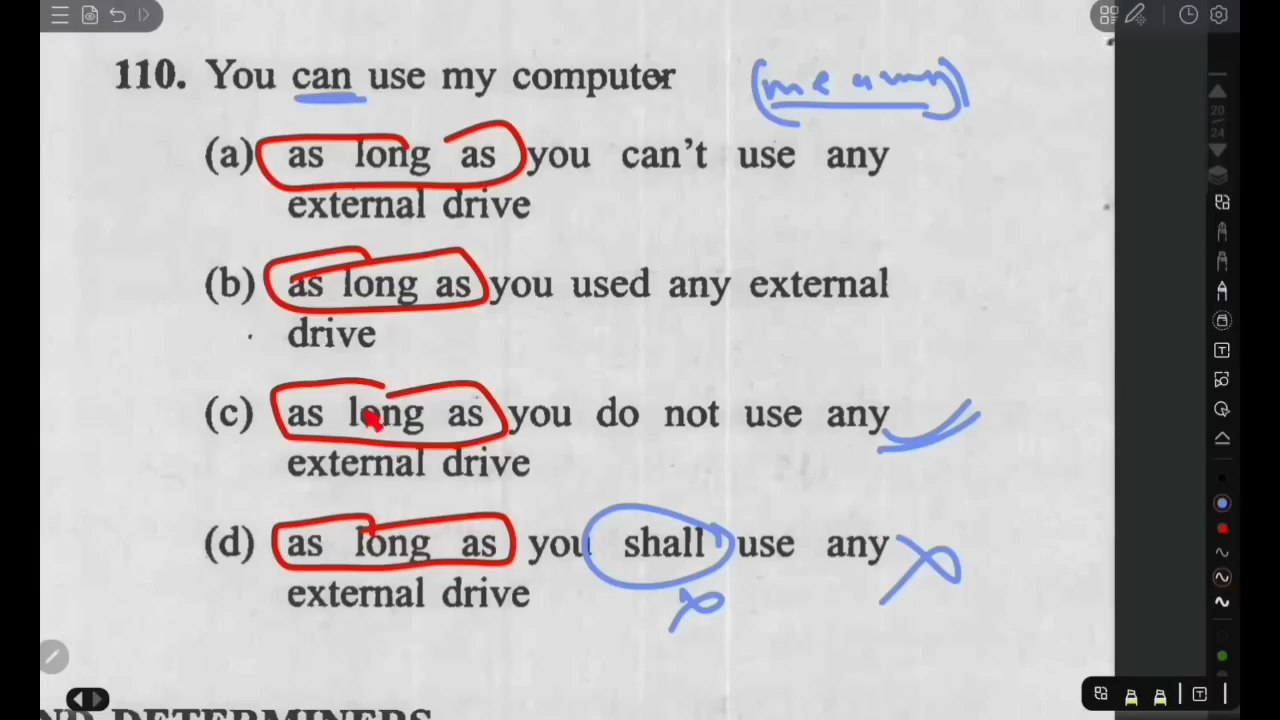 110. You can use my computer
(a) as long as you can't use any
external drive
(b) as long as you used any external
drive
(c) as long as you do not use any
external drive
(d) as long as you shall use any
external drive
20
24